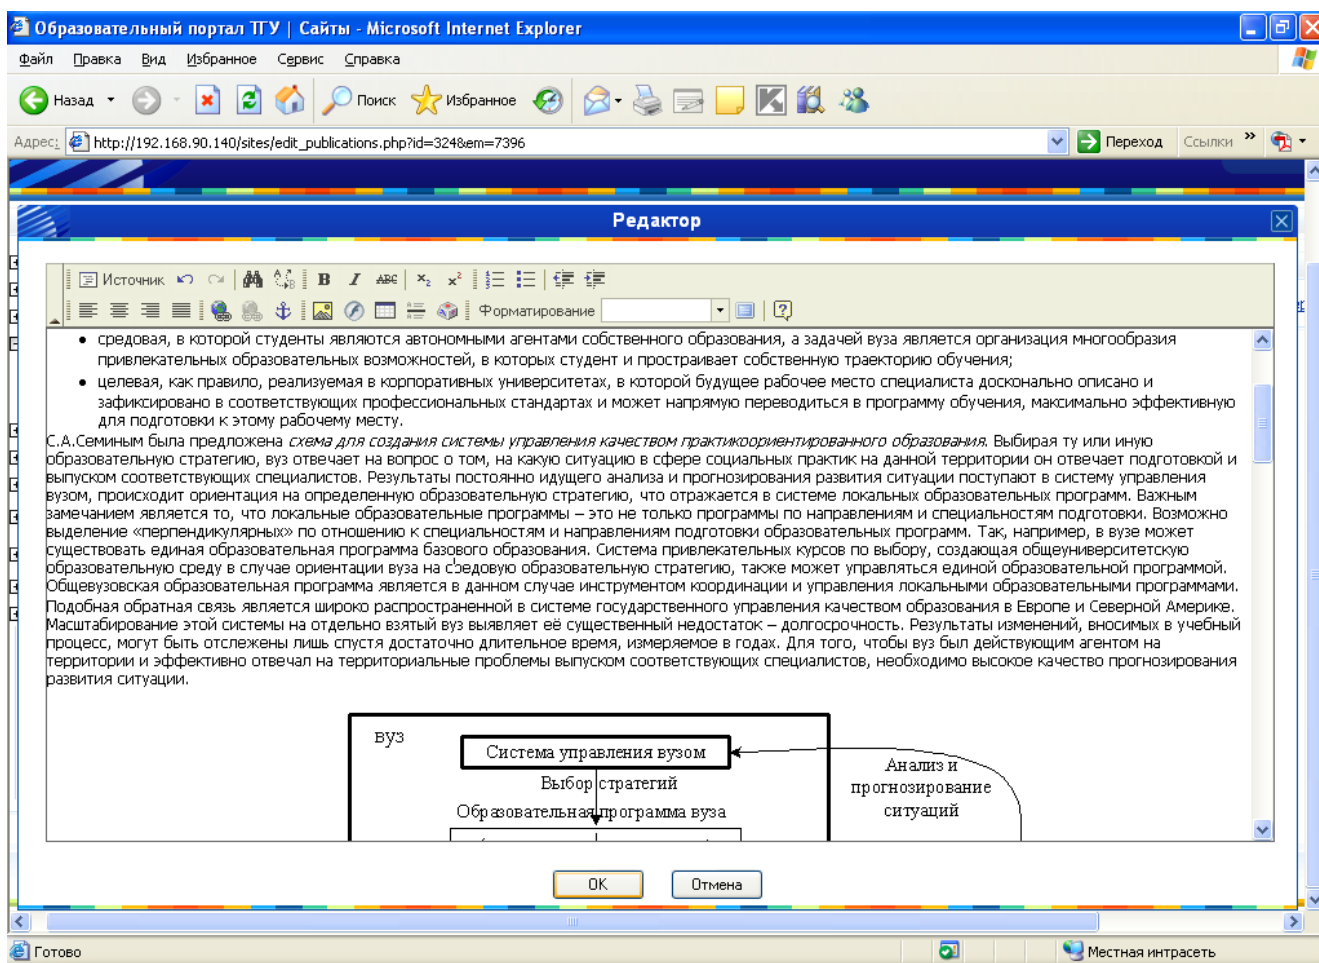 Образовательный портал ТГУ | Сайты - Microsoft Internet Explorer
Файл Правка Вид Избранное Сервис Справка
Назад Поиск Избранное
Адрес: http://192.168.90.140/sites/edit_publications.php?id=324&em=7396 Переход Ссылки »
Редактор
Источник B I ABC x₂ x²
Форматирование
• средовая, в которой студенты являются автономными агентами собственного образования, а задачей вуза является организация многообразия
привлекательных образовательных возможностей, в которых студент и простраивает собственную траекторию обучения;
• целевая, как правило, реализуемая в корпоративных университетах, в которой будущее рабочее место специалиста досконально описано и
зафиксировано в соответствующих профессиональных стандартах и может напрямую переводиться в программу обучения, максимально эффективную
для подготовки к этому рабочему месту.
С.А.Семиным была предложена схема для создания системы управления качеством практикоориентированного образования. Выбирая ту или иную
образовательную стратегию, вуз отвечает на вопрос о том, на какую ситуацию в сфере социальных практик на данной территории он отвечает подготовкой и
выпуском соответствующих специалистов. Результаты постоянно идущего анализа и прогнозирования развития ситуации поступают в систему управления
вузом, происходит ориентация на определенную образовательную стратегию, что отражается в системе локальных образовательных программ. Важным
замечанием является то, что локальные образовательные программы – это не только программы по направлениям и специальностям подготовки. Возможно
выделение «перпендикулярных» по отношению к специальностям и направлениям подготовки образовательных программ. Так, например, в вузе может
существовать единая образовательная программа базового образования. Система привлекательных курсов по выбору, создающая общеуниверситетскую
образовательную среду в случае ориентации вуза на средовую образовательную стратегию, также может управляться единой образовательной программой.
Общевузовская образовательная программа является в данном случае инструментом координации и управления локальными образовательными программами.
Подобная обратная связь является широко распространенной в системе государственного управления качеством образования в Европе и Северной Америке.
Масштабирование этой системы на отдельно взятый вуз выявляет её существенный недостаток – долгосрочность. Результаты изменений, вносимых в учебный
процесс, могут быть отслежены лишь спустя достаточно длительное время, измеряемое в годах. Для того, чтобы вуз был действующим агентом на
территории и эффективно отвечал на территориальные проблемы выпуском соответствующих специалистов, необходимо высокое качество прогнозирования
развития ситуации.
вуз
Система управления вузом
Выбор стратегий
Образовательная программа вуза
Анализ и
прогнозирование
ситуаций
OK Отмена
Готово Местная интрасеть